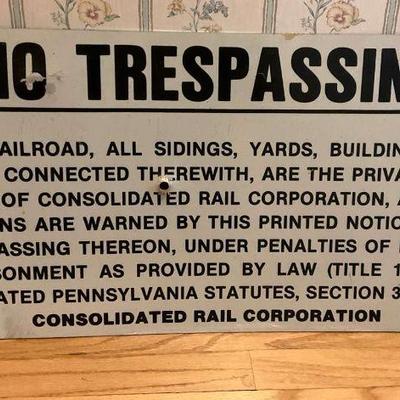 NO TRESPASSIN
AILROAD, ALL SIDINGS, YARDS, BUILDIN
CONNECTED THEREWITH, ARE THE PRIVA
OF CONSOLIDATED RAIL CORPORATION, A
NS ARE WARNED BY THIS PRINTED NOTIC
ASSING THEREON, UNDER PENALTIES OF
SONMENT AS PROVIDED BY LAW (TITLE 1
ATED PENNSYLVANIA STATUTES, SECTION 3
CONSOLIDATED RAIL CORPORATION